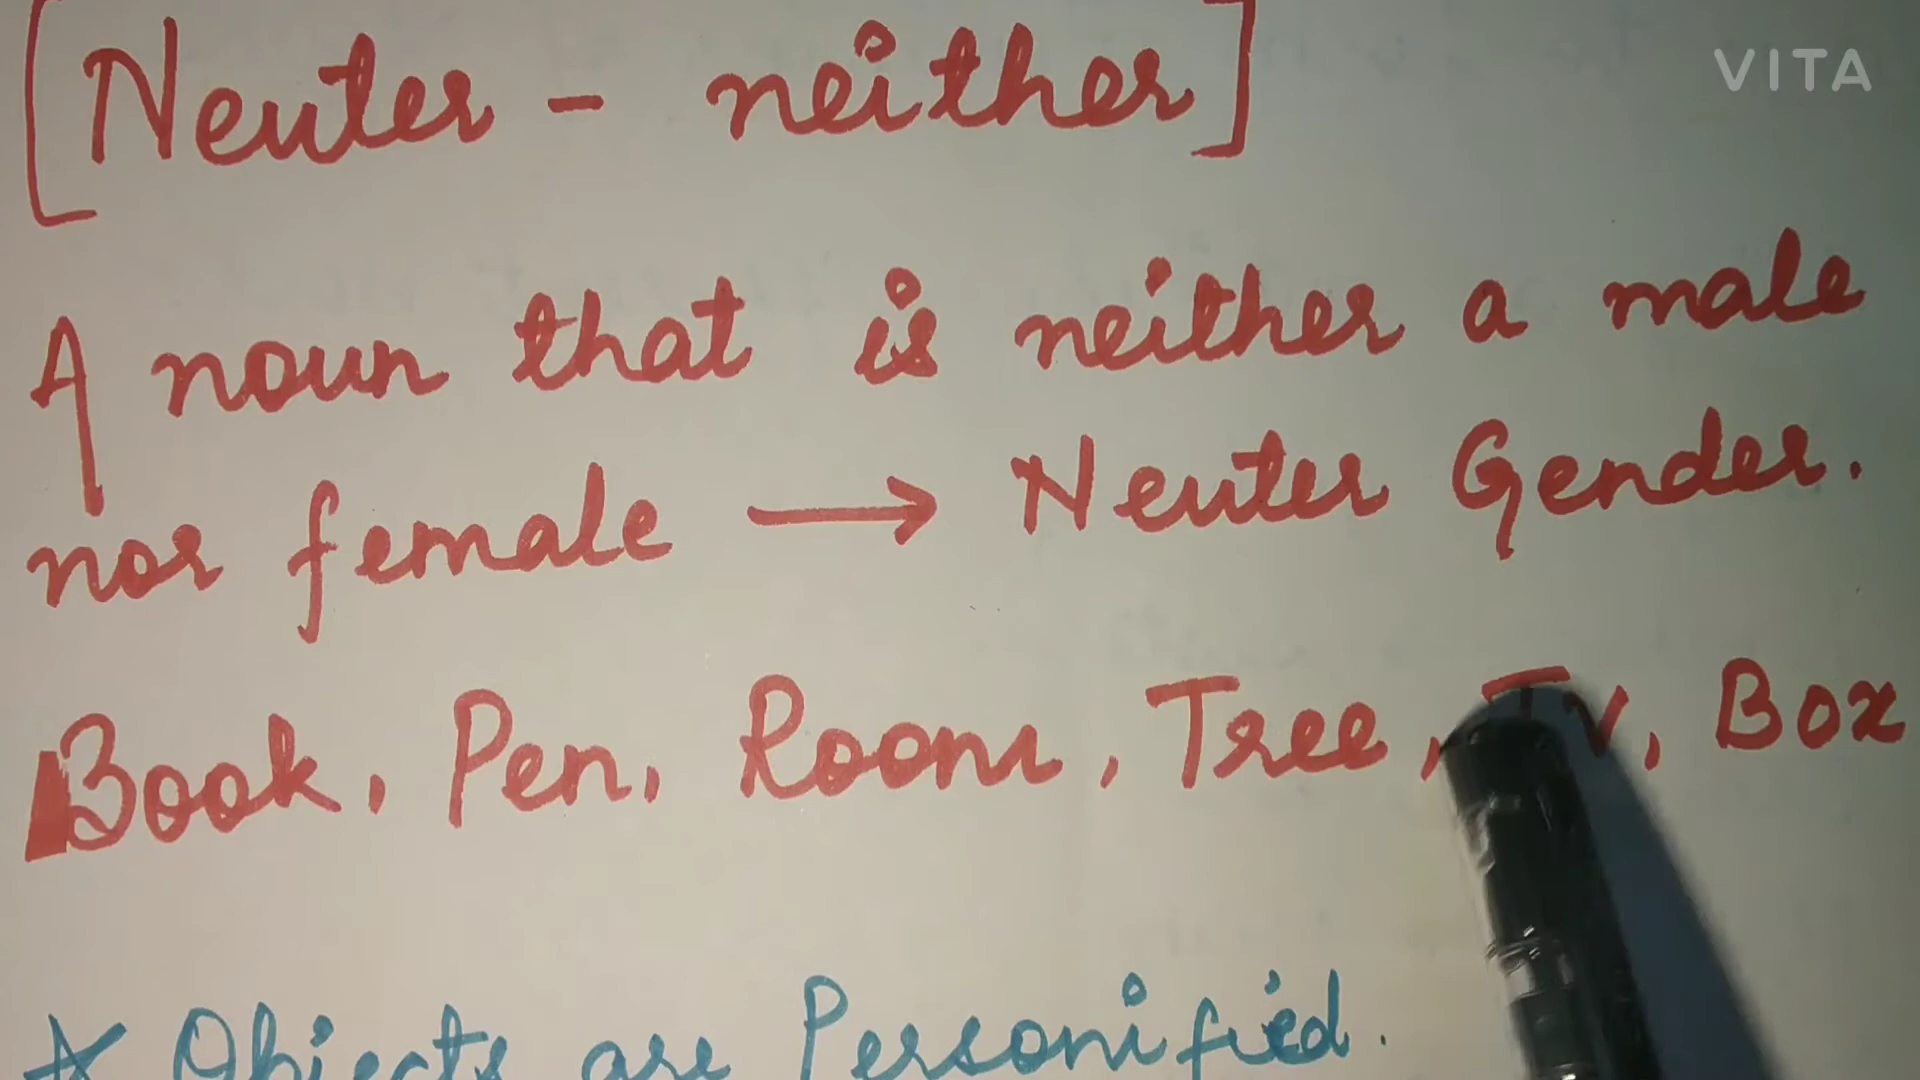 [Neuter - neither]
VITA
A noun that is neither a male
nor female → Neuter Gender.
Book, Pen, Room, Tree, Tv, Box
* Objects are Personified.